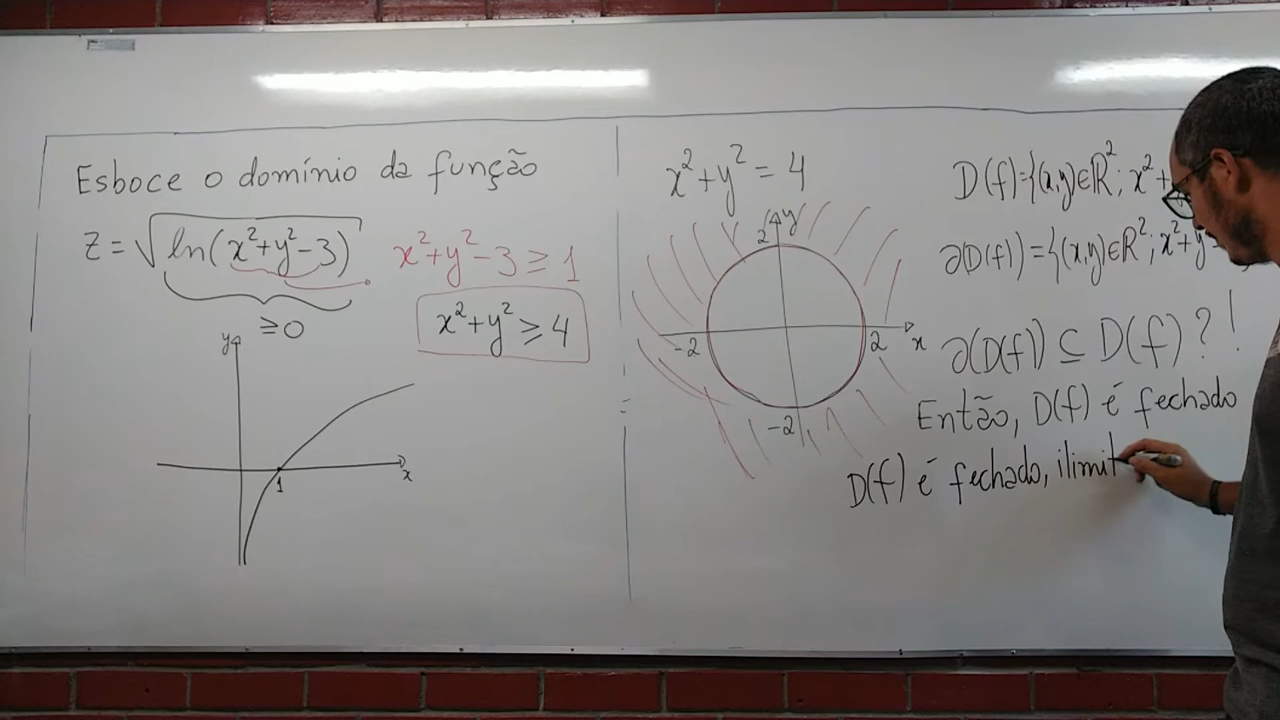 Esboce o domínio da função
z = √ln(x²+y²-3)
≥0
x²+y²-3 ≥ 1
x²+y² ≥ 4
y
1
x
x²+y² = 4
y
2
-2
2
x
-2
D(f)={(x,y)∈ℝ²; x²+
∂D(f))={(x,y)∈ℝ²; x²+y²
∂(D(f)) ⊆ D(f)?!
Então, D(f) é fechado
D(f) é fechado, ilimit